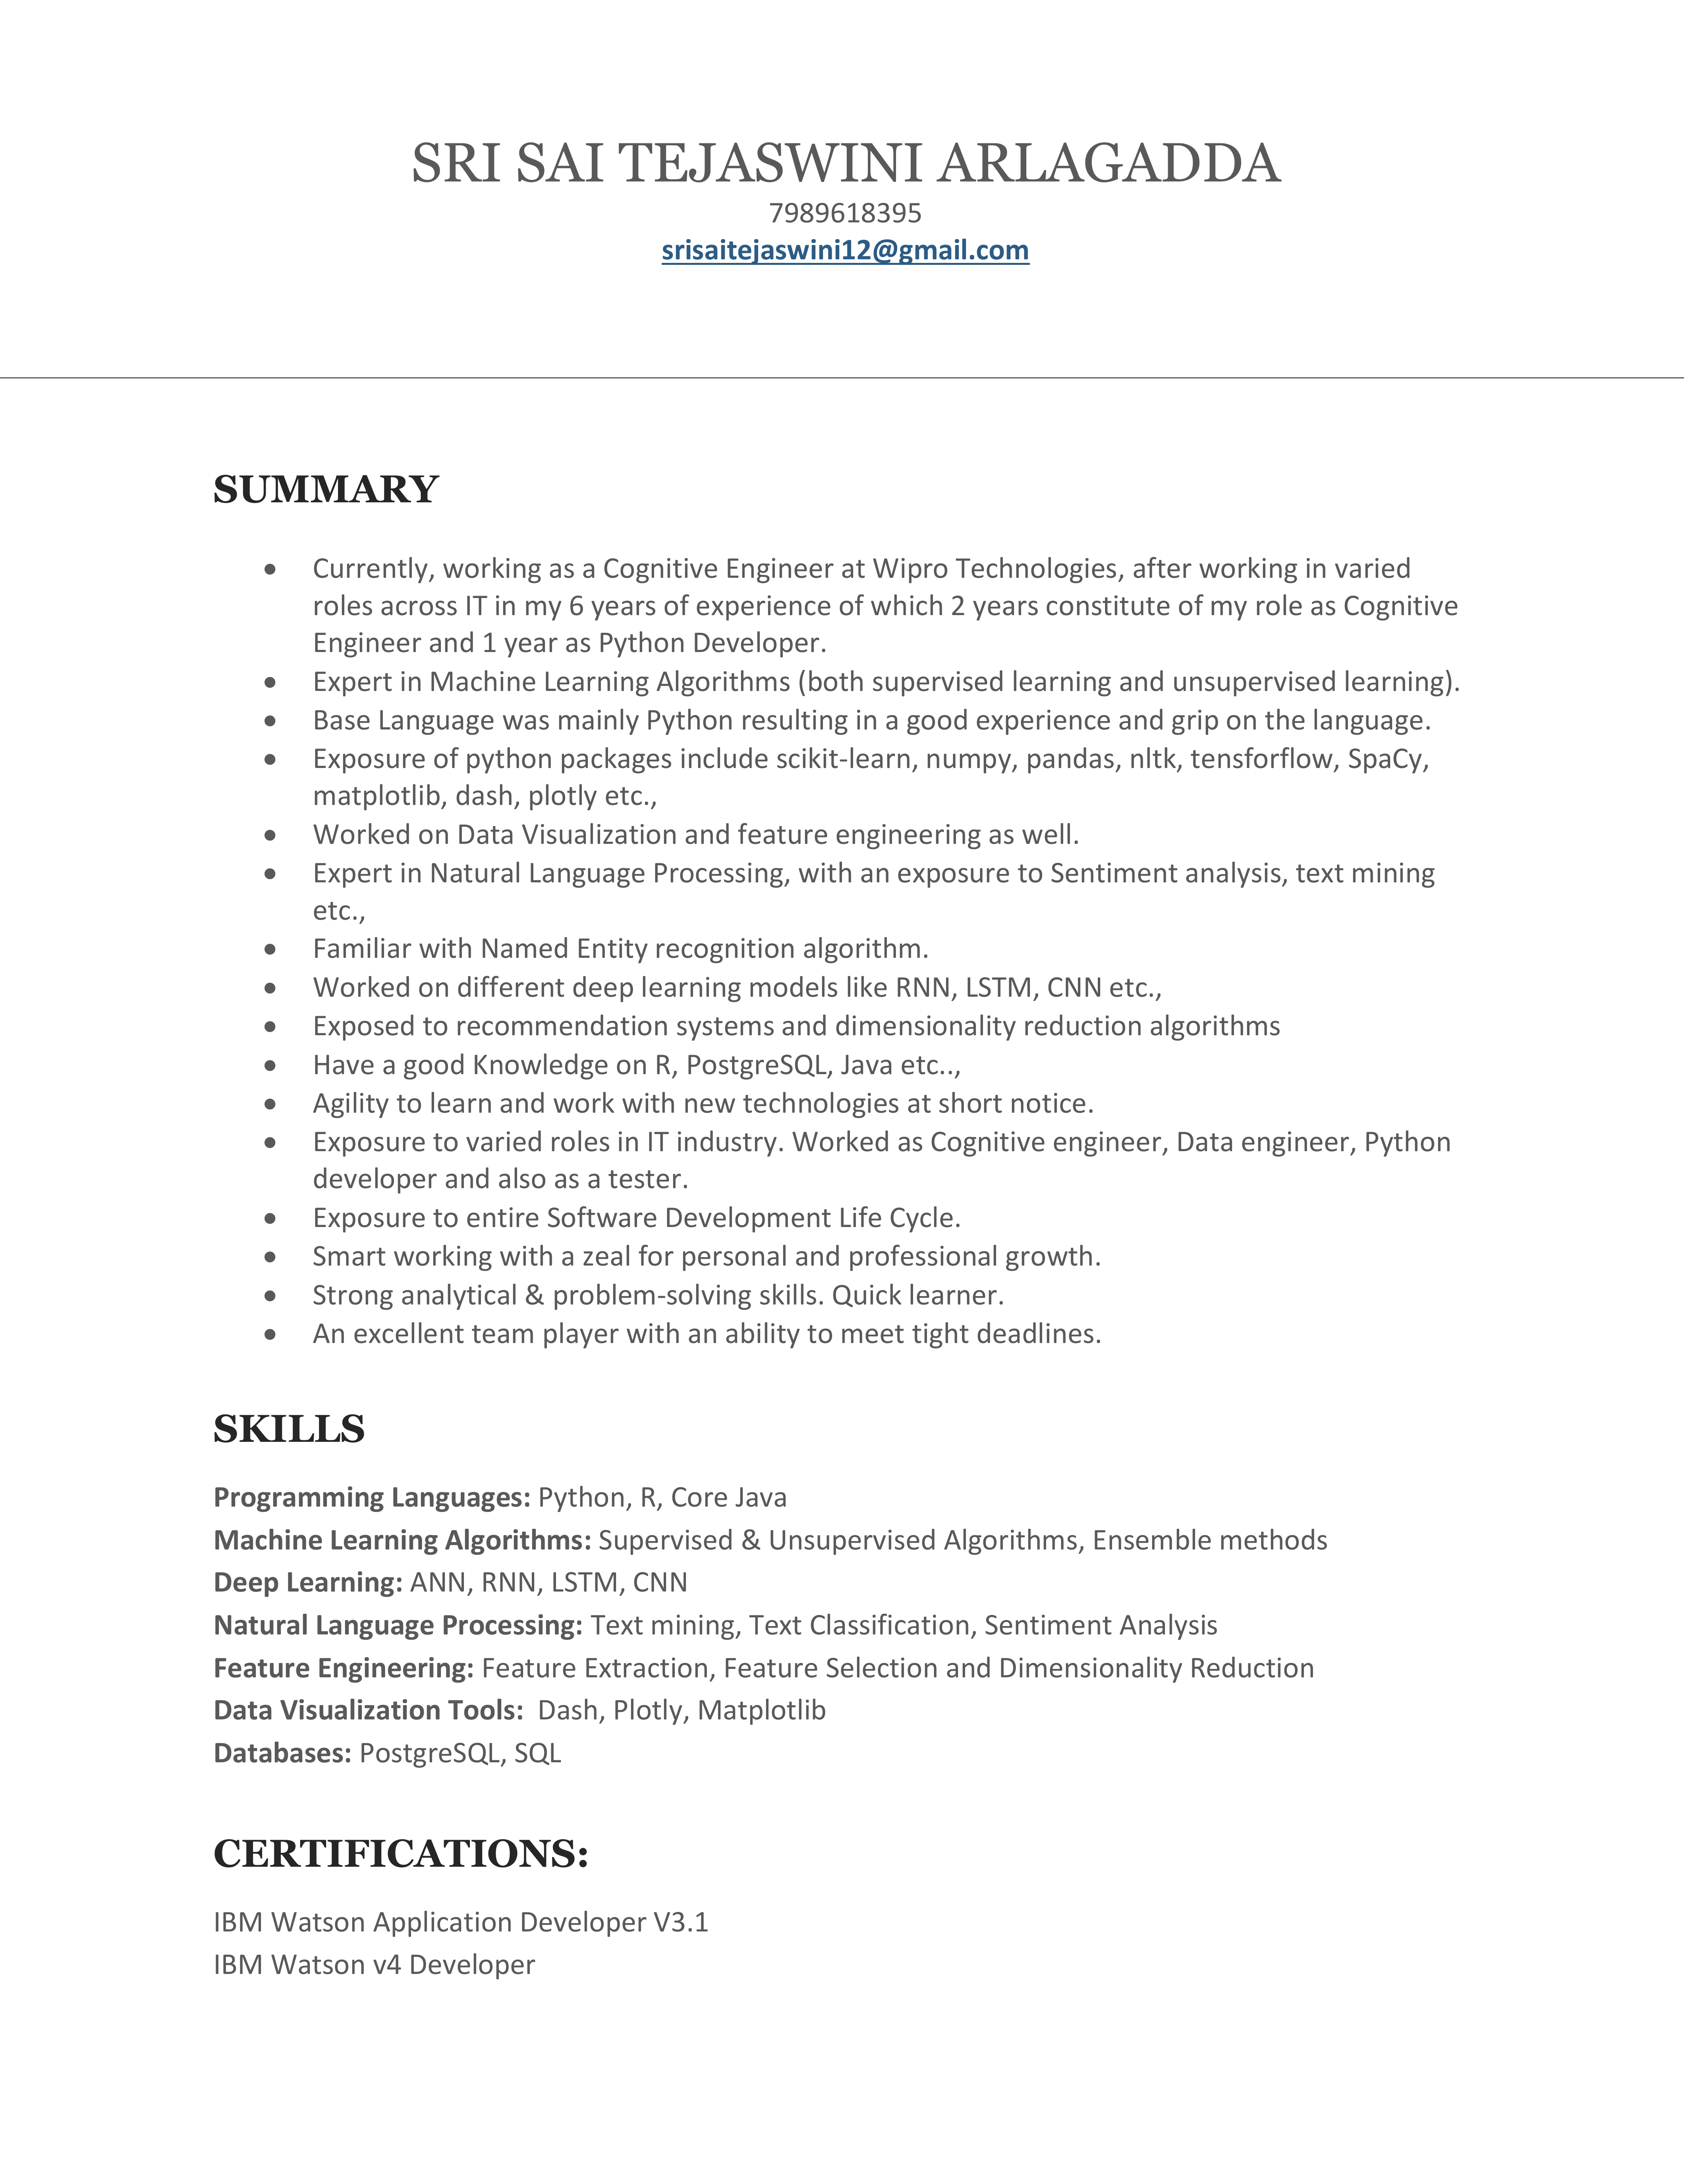 SRI SAI TEJASWINI ARLAGADDA
7989618395
srisaitejaswini12@gmail.com
SUMMARY
• Currently, working as a Cognitive Engineer at Wipro Technologies, after working in varied
roles across IT in my 6 years of experience of which 2 years constitute of my role as Cognitive
Engineer and 1 year as Python Developer.
• Expert in Machine Learning Algorithms (both supervised learning and unsupervised learning).
• Base Language was mainly Python resulting in a good experience and grip on the language.
• Exposure of python packages include scikit-learn, numpy, pandas, nltk, tensforflow, SpaCy,
matplotlib, dash, plotly etc.,
• Worked on Data Visualization and feature engineering as well.
• Expert in Natural Language Processing, with an exposure to Sentiment analysis, text mining
etc.,
• Familiar with Named Entity recognition algorithm.
• Worked on different deep learning models like RNN, LSTM, CNN etc.,
• Exposed to recommendation systems and dimensionality reduction algorithms
• Have a good Knowledge on R, PostgreSQL, Java etc..,
• Agility to learn and work with new technologies at short notice.
• Exposure to varied roles in IT industry. Worked as Cognitive engineer, Data engineer, Python
developer and also as a tester.
• Exposure to entire Software Development Life Cycle.
• Smart working with a zeal for personal and professional growth.
• Strong analytical & problem-solving skills. Quick learner.
• An excellent team player with an ability to meet tight deadlines.
SKILLS
Programming Languages: Python, R, Core Java
Machine Learning Algorithms: Supervised & Unsupervised Algorithms, Ensemble methods
Deep Learning: ANN, RNN, LSTM, CNN
Natural Language Processing: Text mining, Text Classification, Sentiment Analysis
Feature Engineering: Feature Extraction, Feature Selection and Dimensionality Reduction
Data Visualization Tools:  Dash, Plotly, Matplotlib
Databases: PostgreSQL, SQL
CERTIFICATIONS:
IBM Watson Application Developer V3.1
IBM Watson v4 Developer